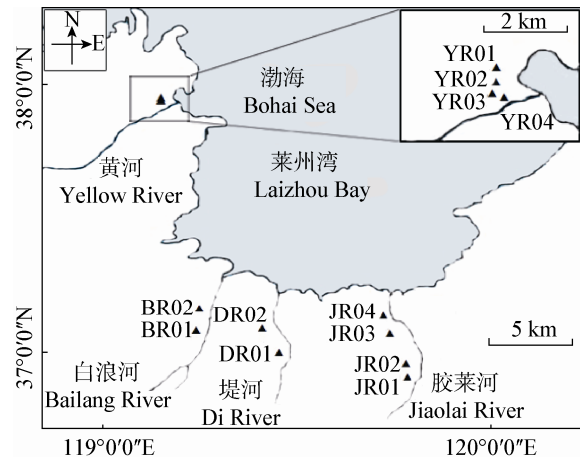 N
E
2 km
YR01
YR02
YR03
YR04
渤海
Bohai Sea
38°0′0″N
黄河
Yellow River
莱州湾
Laizhou Bay
BR02
BR01
DR02
DR01
JR04
JR03
JR02
JR01
5 km
37°0′0″N
白浪河
Bailang River
堤河
Di River
胶莱河
Jiaolai River
119°0′0″E
120°0′0″E